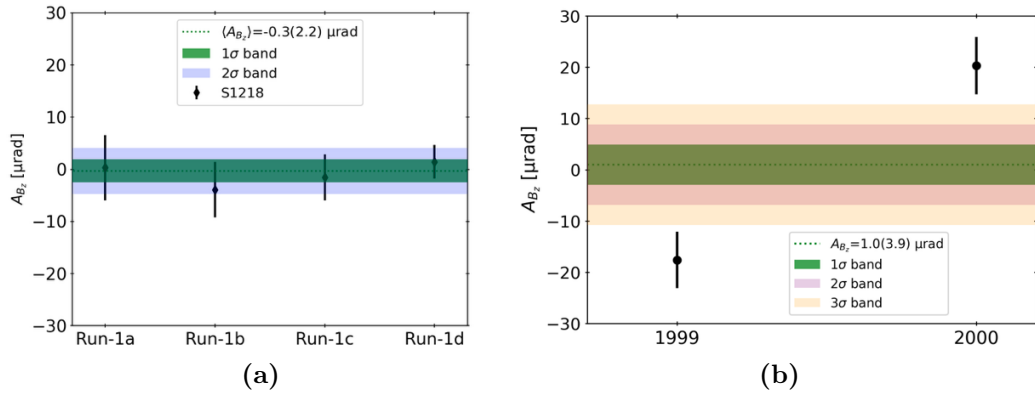 30
20
10
0
−10
−20
−30
A_{B_z} [μrad]
⟨A_{B_z}⟩=-0.3(2.2) μrad
1σ band
2σ band
S1218
Run-1a Run-1b Run-1c Run-1d
(a)
30
20
10
0
−10
−20
−30
A_{B_z} [μrad]
A_{B_z}=1.0(3.9) μrad
1σ band
2σ band
3σ band
1999 2000
(b)